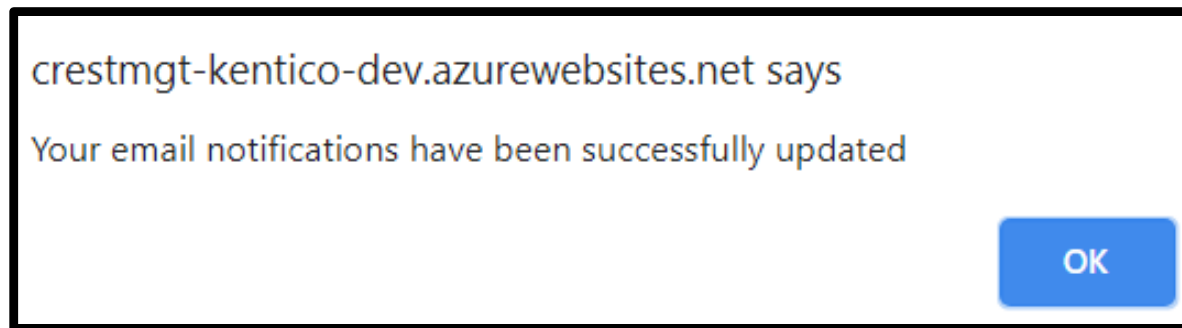 crestmgt-kentico-dev.azurewebsites.net says
Your email notifications have been successfully updated
OK